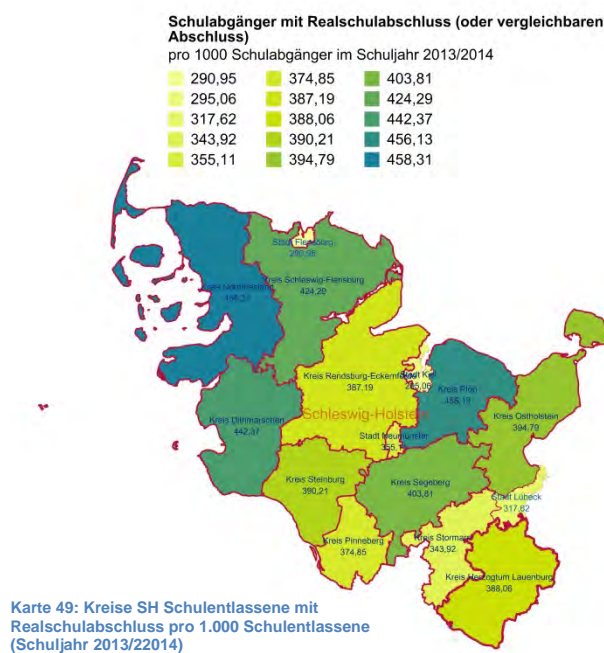 Schulabgänger mit Realschulabschluss (oder vergleichbaren
Abschluss)
pro 1000 Schulabgänger im Schuljahr 2013/2014
290,95 374,85 403,81
295,06 387,19 424,29
317,62 388,06 442,37
343,92 390,21 456,13
355,11 394,79 458,31
Stadt Flensburg
Kreis Schleswig-Flensburg
424,29
Kreis Nordfriesland
Kreis Rendsburg-Eckernförde
387,19
Stadt Kiel
295,06
Kreis Plön
Schleswig-Holstein
Kreis Ostholstein
394,79
Kreis Dithmarschen
442,37
Stadt Neumünster
355,11
Kreis Steinburg
390,21
Kreis Segeberg
403,81
Stadt Lübeck
317,62
Kreis Pinneberg
374,85
Kreis Stormarn
343,92
Kreis Herzogtum Lauenburg
388,06
Karte 49: Kreise SH Schulentlassene mit
Realschulabschluss pro 1.000 Schulentlassene
(Schuljahr 2013/22014)